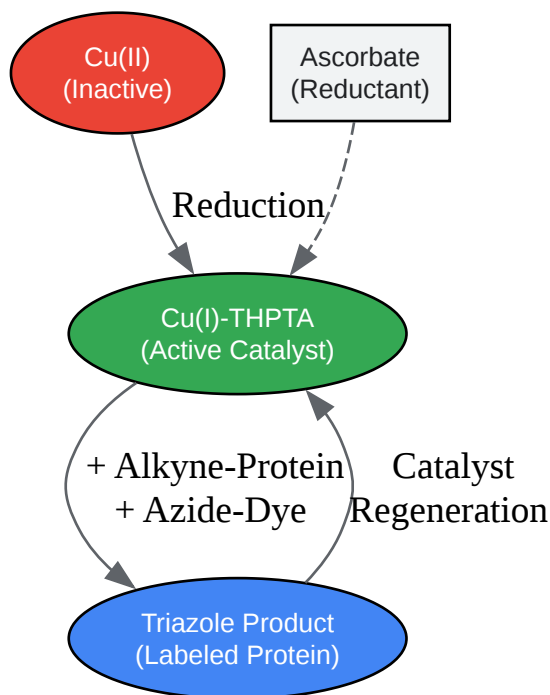 Cu(II)
(Inactive)
Ascorbate
(Reductant)
Reduction
Cu(I)-THPTA
(Active Catalyst)
+ Alkyne-Protein
+ Azide-Dye
Catalyst
Regeneration
Triazole Product
(Labeled Protein)